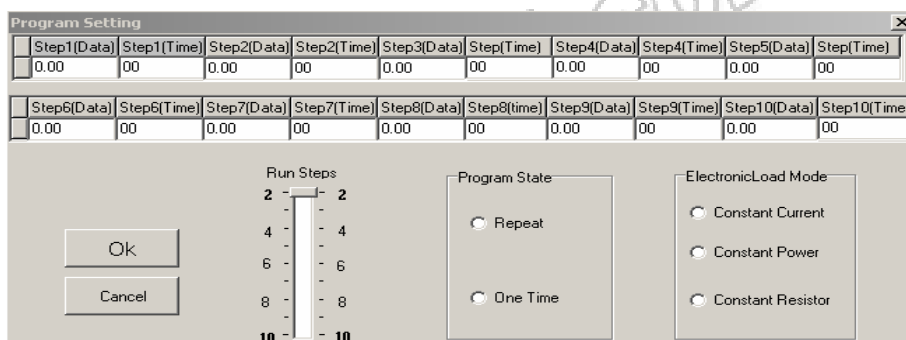 Program Setting
Step1(Data) Step1(Time) Step2(Data) Step2(Time) Step3(Data) Step(Time) Step4(Data) Step4(Time) Step5(Data) Step(Time)
0.00 00 0.00 00 0.00 00 0.00 00 0.00 00
Step6(Data) Step6(Time) Step7(Data) Step7(Time) Step8(Data) Step8(time) Step9(Data) Step9(Time) Step10(Data) Step10(Time
0.00 00 0.00 00 0.00 00 0.00 00 0.00 00
Run Steps
2 2
4 4
6 6
8 8
10 10
Ok
Cancel
Program State
Repeat
One Time
ElectronicLoad Mode
Constant Current
Constant Power
Constant Resistor